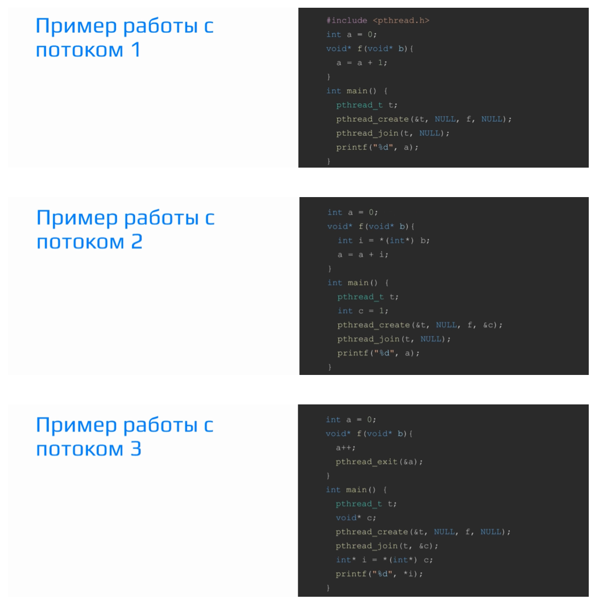 Пример работы с
потоком 1
#include <pthread.h>
int a = 0;
void* f(void* b){
a = a + 1;
}
int main() {
pthread_t t;
pthread_create(&t, NULL, f, NULL);
pthread_join(t, NULL);
printf("%d", a);
}
Пример работы с
потоком 2
int a = 0;
void* f(void* b){
int i = *(int*) b;
a = a + i;
}
int main() {
pthread_t t;
int c = 1;
pthread_create(&t, NULL, f, &c);
pthread_join(t, NULL);
printf("%d", a);
}
Пример работы с
потоком 3
int a = 0;
void* f(void* b){
a++;
pthread_exit(&a);
}
int main() {
pthread_t t;
void* c;
pthread_create(&t, NULL, f, NULL);
pthread_join(t, &c);
int* i = *(int*) c;
printf("%d", *i);
}